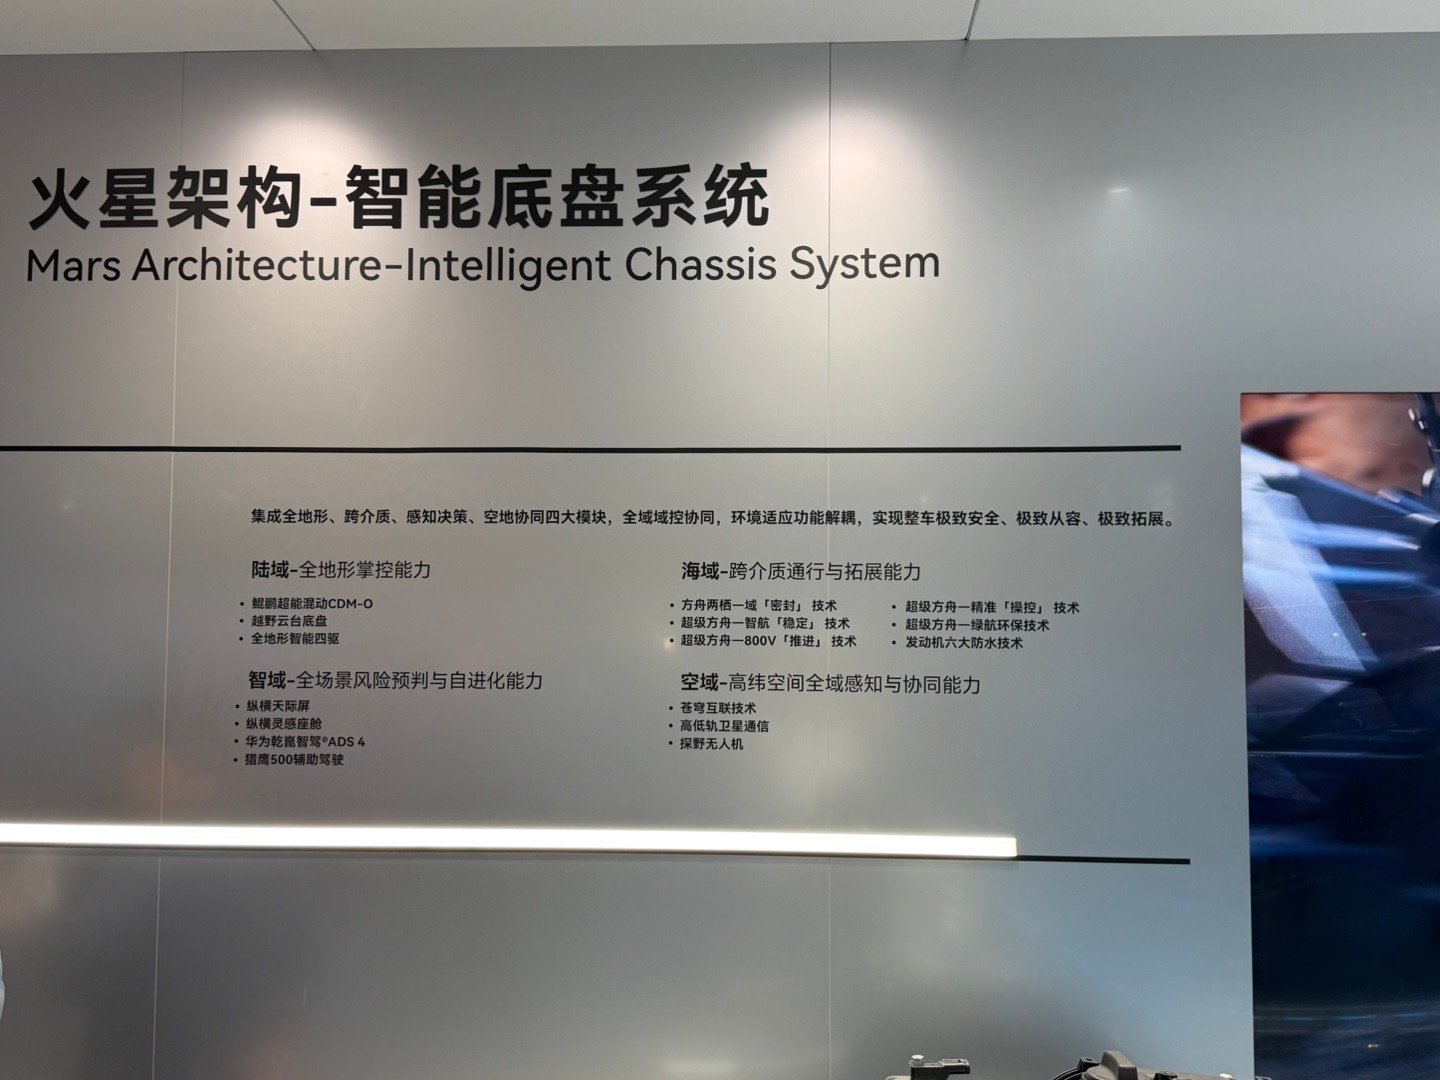 火星架构-智能底盘系统
Mars Architecture-Intelligent Chassis System
集成全地形、跨介质、感知决策、空地协同四大模块，全域域控协同，环境适应功能解耦，实现整车极致安全、极致从容、极致拓展。
陆域-全地形掌控能力
• 鲲鹏超能混动CDM-O
• 越野云台底盘
• 全地形智能四驱
海域-跨介质通行与拓展能力
• 方舟两栖一域「密封」 技术
• 超级方舟一智航「稳定」 技术
• 超级方舟一800V「推进」 技术
• 超级方舟一精准「操控」 技术
• 超级方舟一绿航环保技术
• 发动机六大防水技术
智域-全场景风险预判与自进化能力
• 纵横天际屏
• 纵横灵感座舱
• 华为乾崑智驾®ADS 4
• 猎鹰500辅助驾驶
空域-高纬空间全域感知与协同能力
• 苍穹互联技术
• 高低轨卫星通信
• 探野无人机